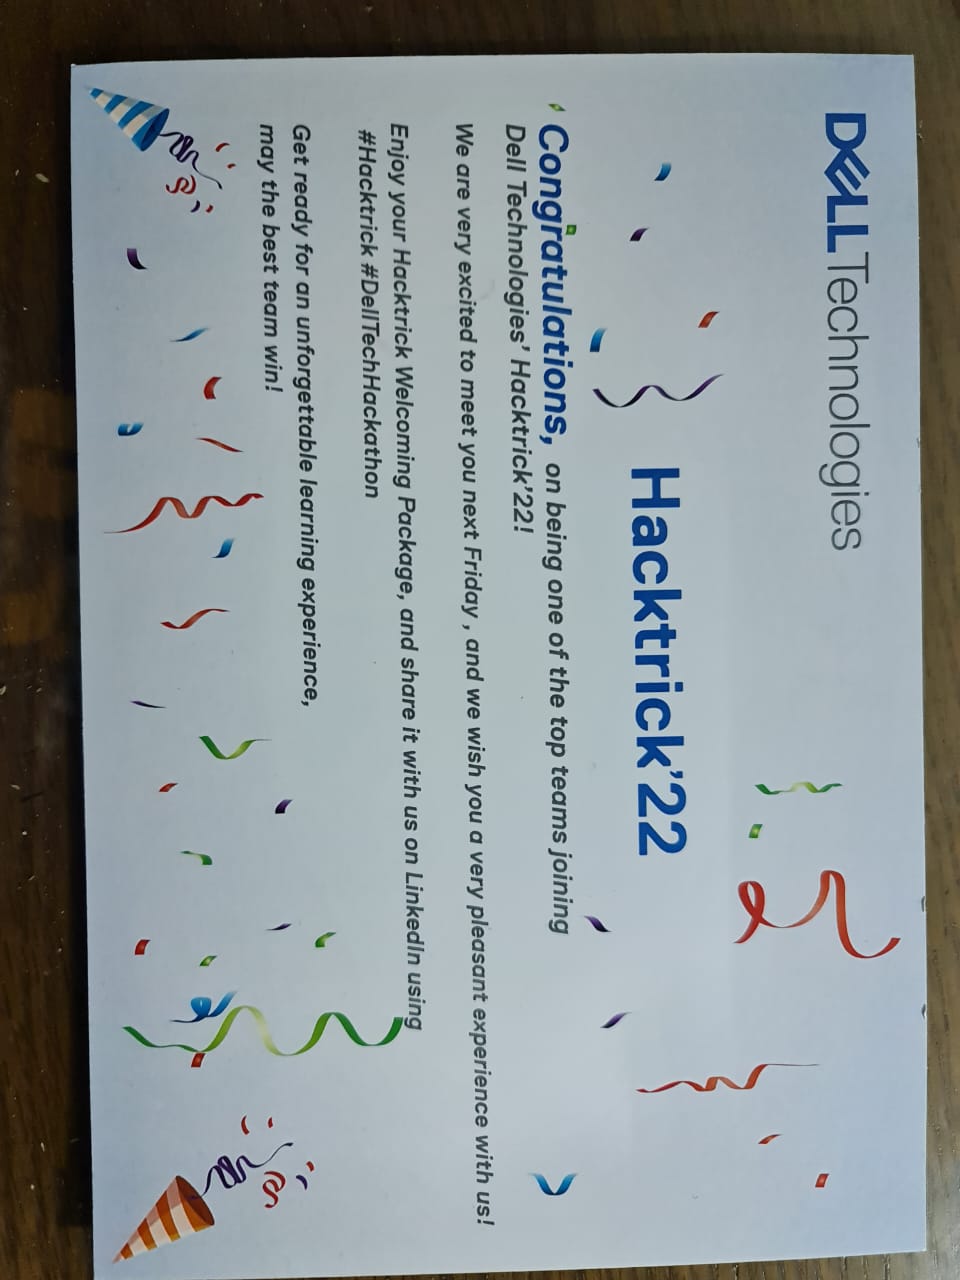 DELL Technologies
Hacktrick'22
Congratulations, on being one of the top teams joining
Dell Technologies' Hacktrick'22!
We are very excited to meet you next Friday , and we wish you a very pleasant experience with us!
Enjoy your Hacktrick Welcoming Package, and share it with us on LinkedIn using
#Hacktrick #DellTechHackathon
Get ready for an unforgettable learning experience,
may the best team win!